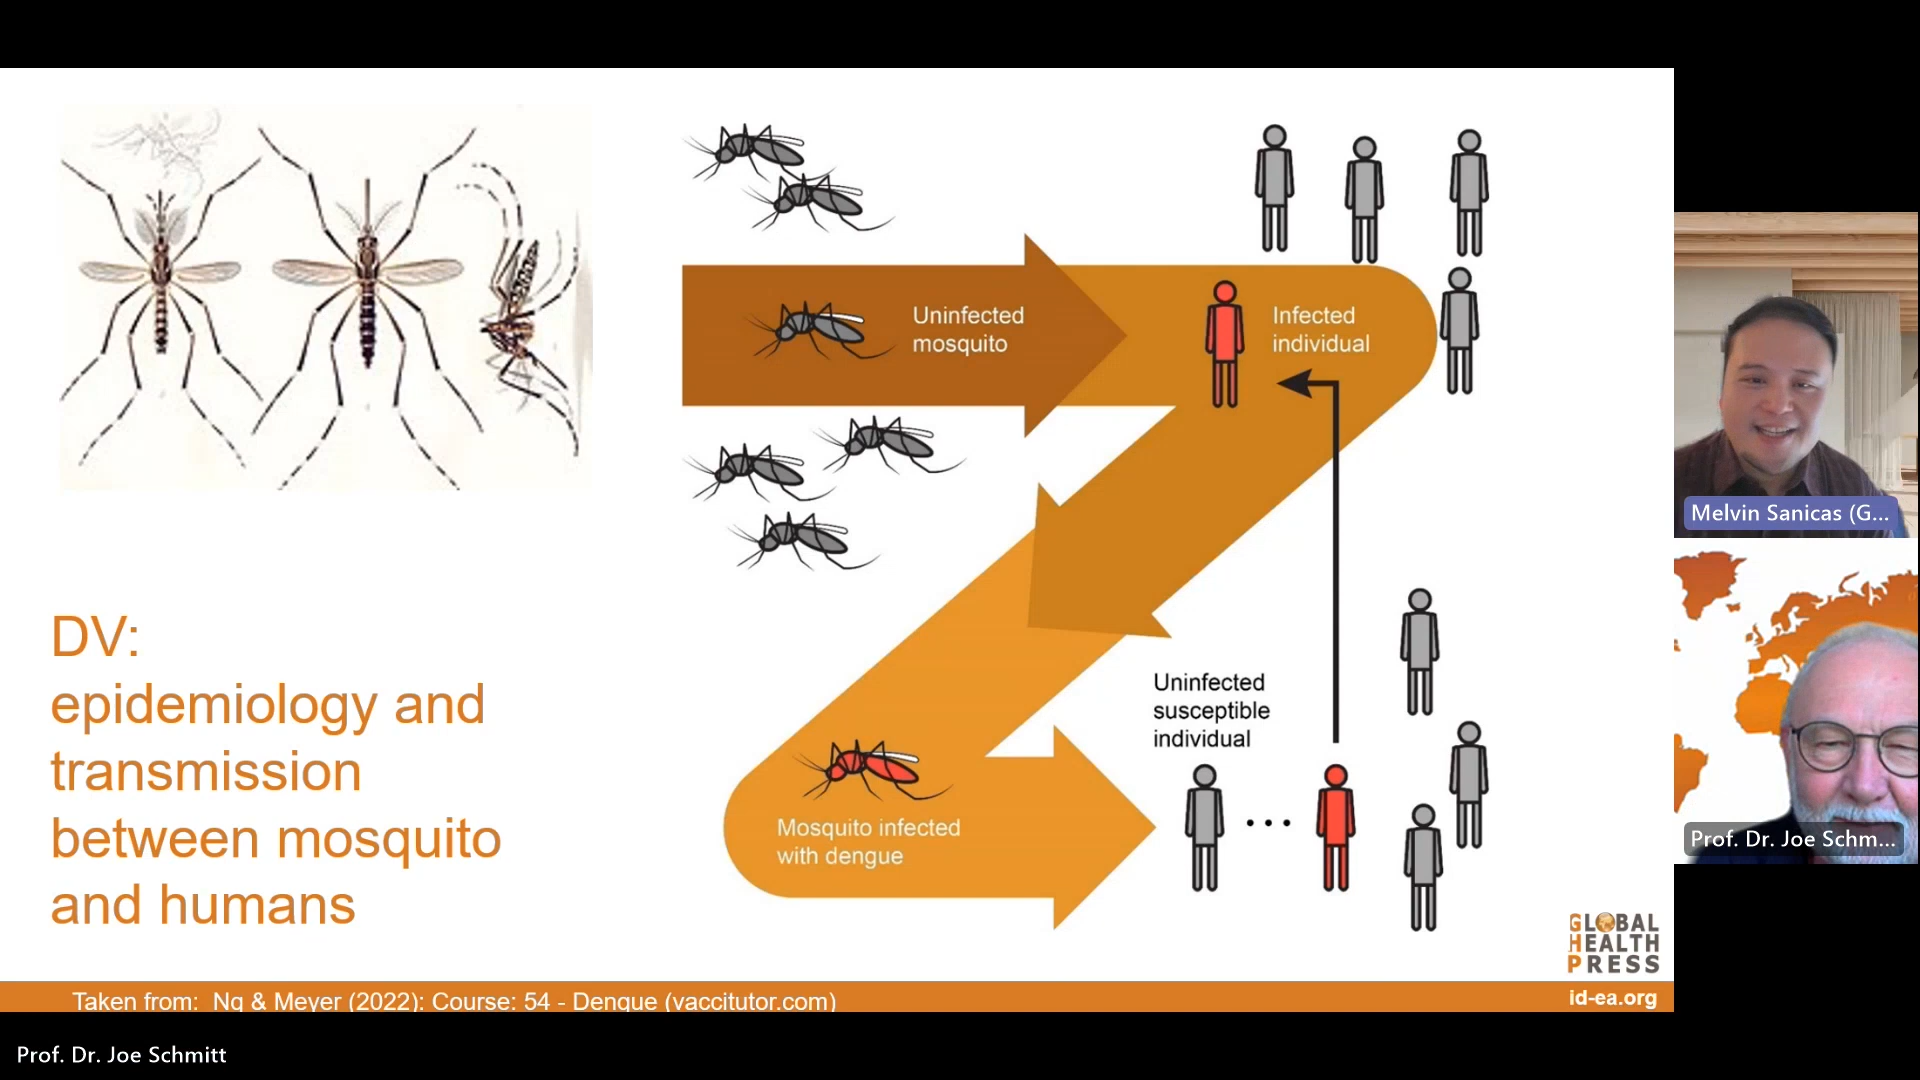 Uninfected
mosquito
Infected
individual
DV:
epidemiology and
transmission
between mosquito
and humans
Uninfected
susceptible
individual
Mosquito infected
with dengue
GLOBAL
HEALTH
PRESS
Taken from: Ng & Meyer (2022): Course: 54 - Dengue (vaccitutor.com)
id-ea.org
Melvin Sanicas (G...
Prof. Dr. Joe Schm...
Prof. Dr. Joe Schmitt